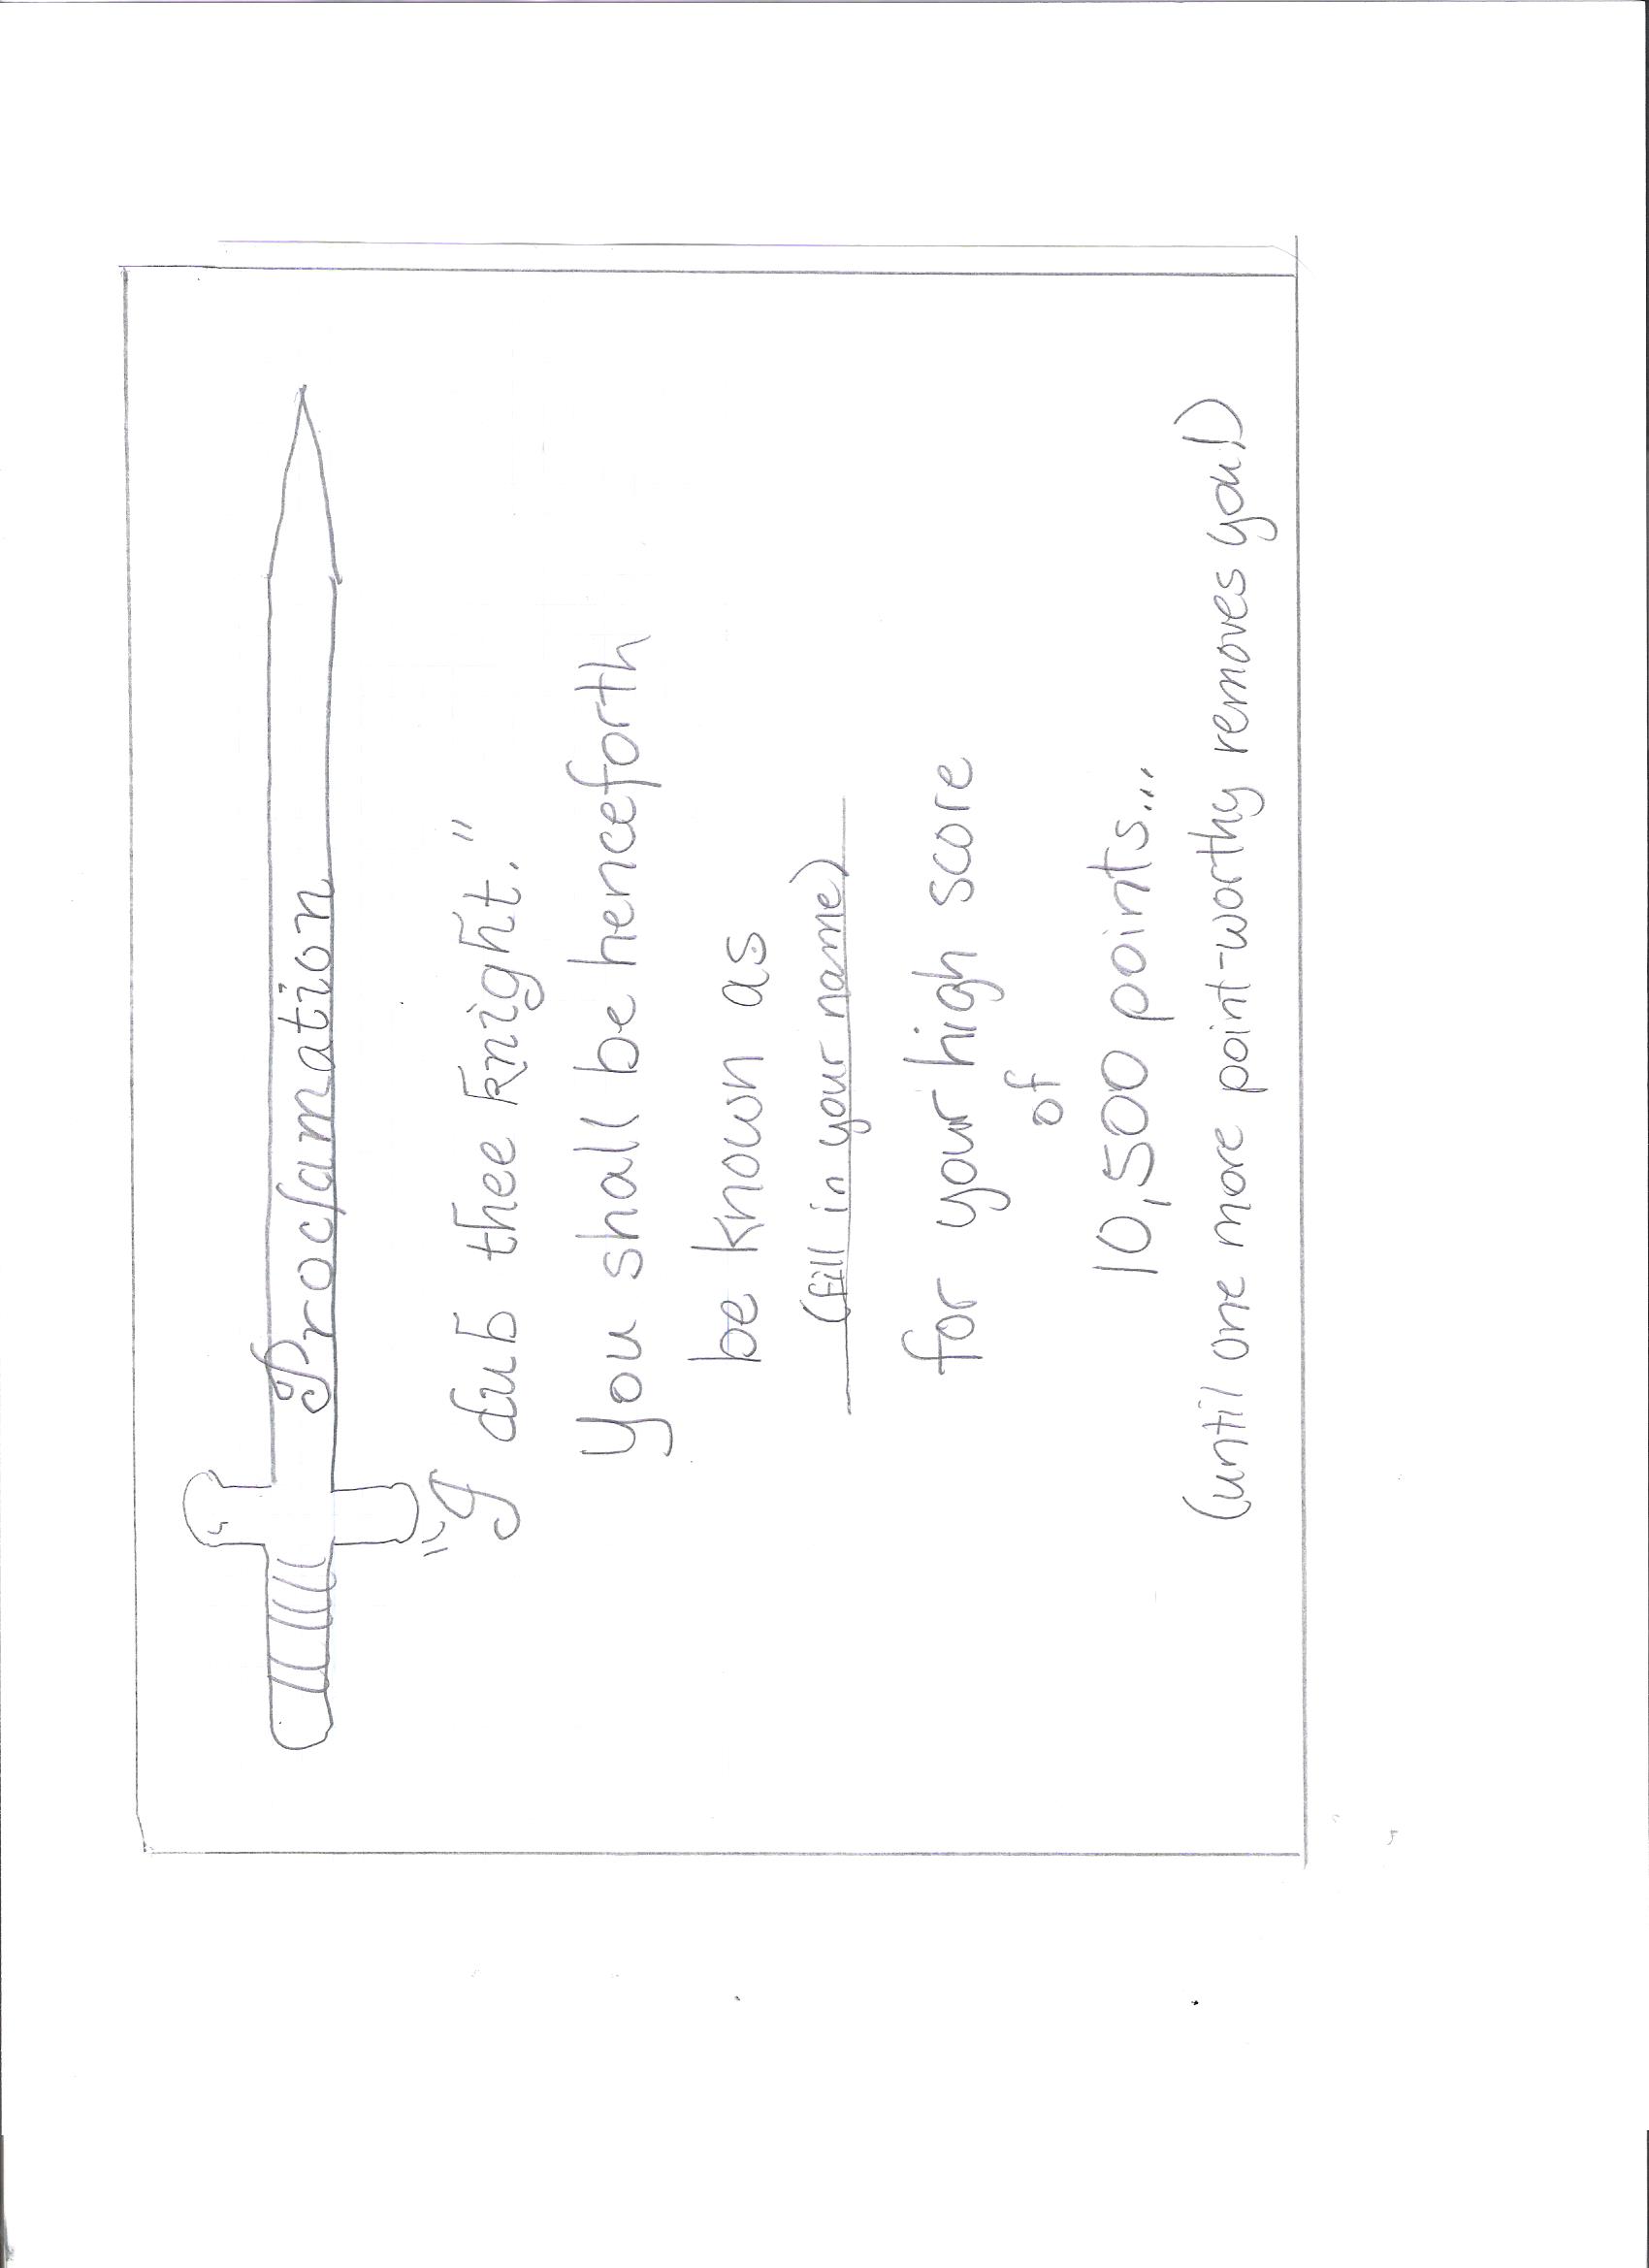 Proclamation
"I dub thee knight."
You shall be henceforth
be known as
(fill in your name)
for your high score
of
10,500 points...
(until one more point-worthy removes you!)